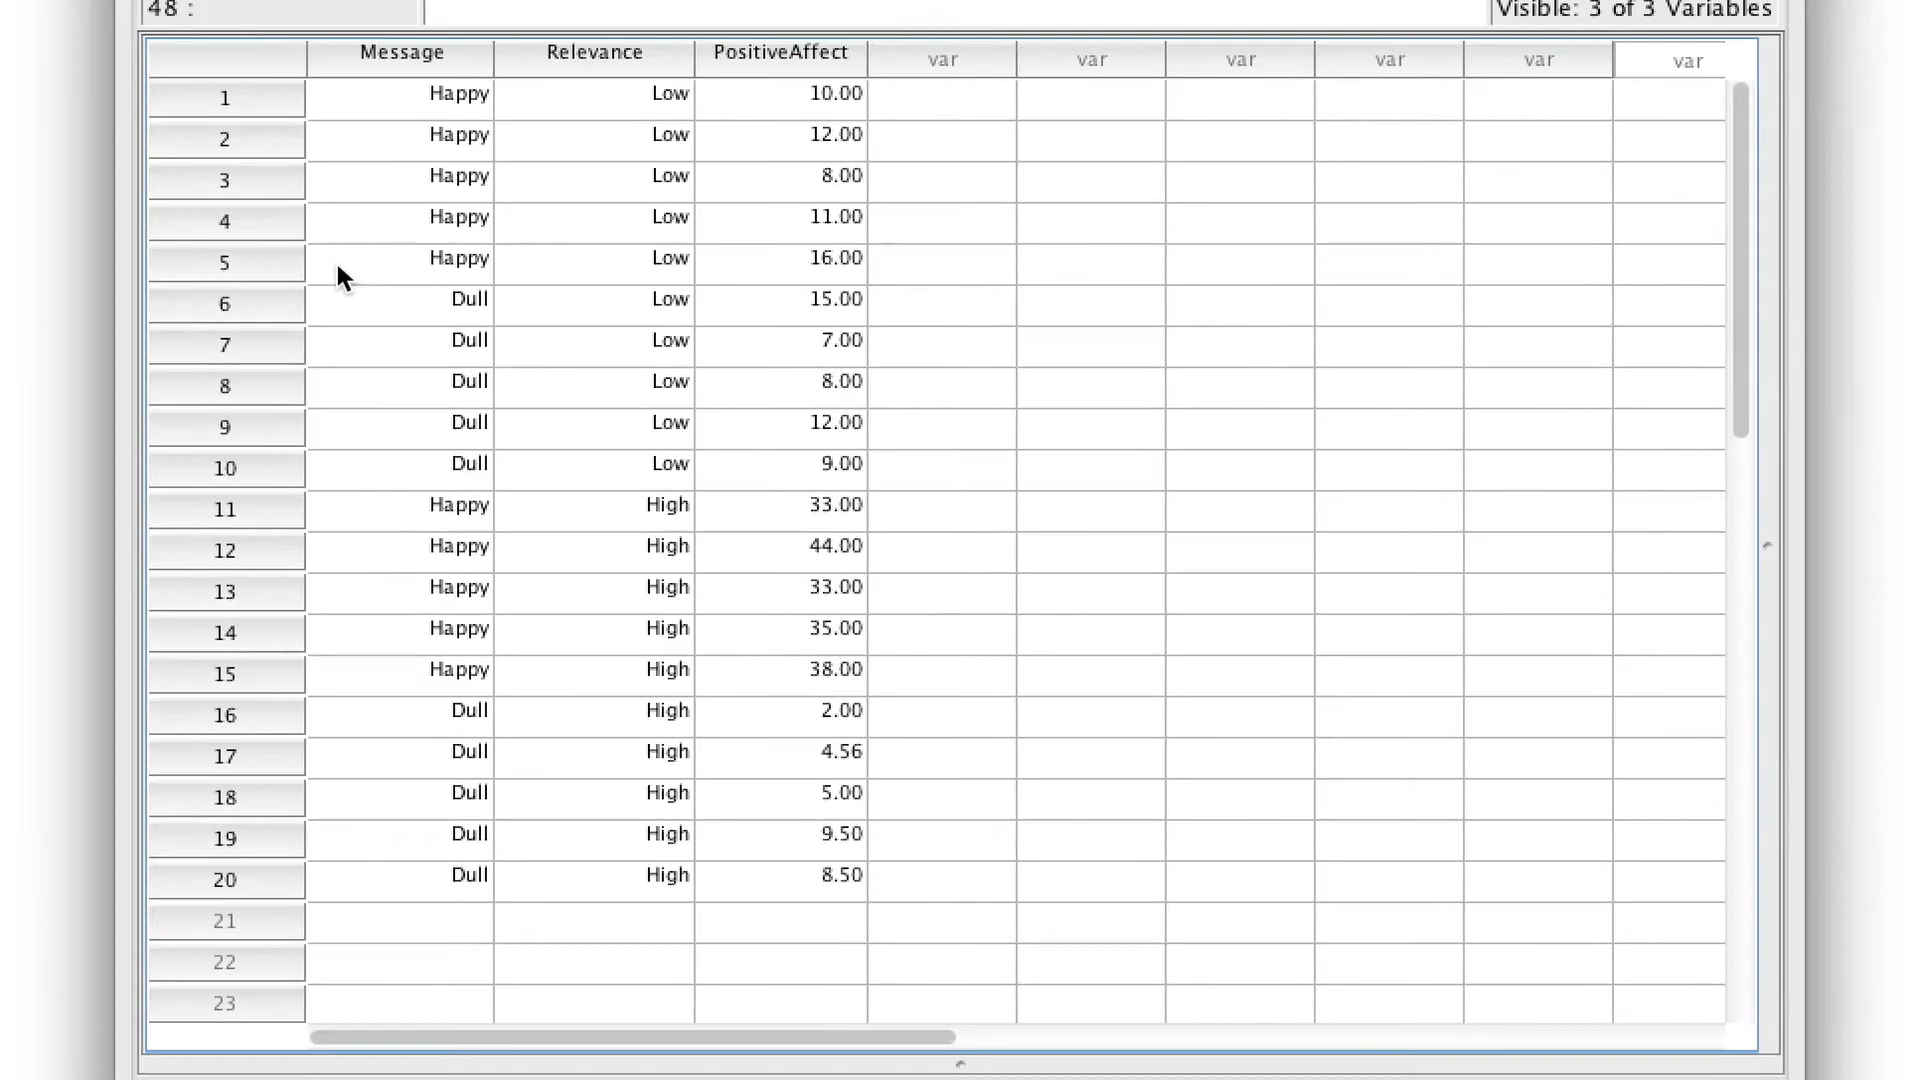 48 : Visible: 3 of 3 Variables
Message Relevance PositiveAffect var var var var var var
1 Happy Low 10.00
2 Happy Low 12.00
3 Happy Low 8.00
4 Happy Low 11.00
5 Happy Low 16.00
6 Dull Low 15.00
7 Dull Low 7.00
8 Dull Low 8.00
9 Dull Low 12.00
10 Dull Low 9.00
11 Happy High 33.00
12 Happy High 44.00
13 Happy High 33.00
14 Happy High 35.00
15 Happy High 38.00
16 Dull High 2.00
17 Dull High 4.56
18 Dull High 5.00
19 Dull High 9.50
20 Dull High 8.50
21
22
23